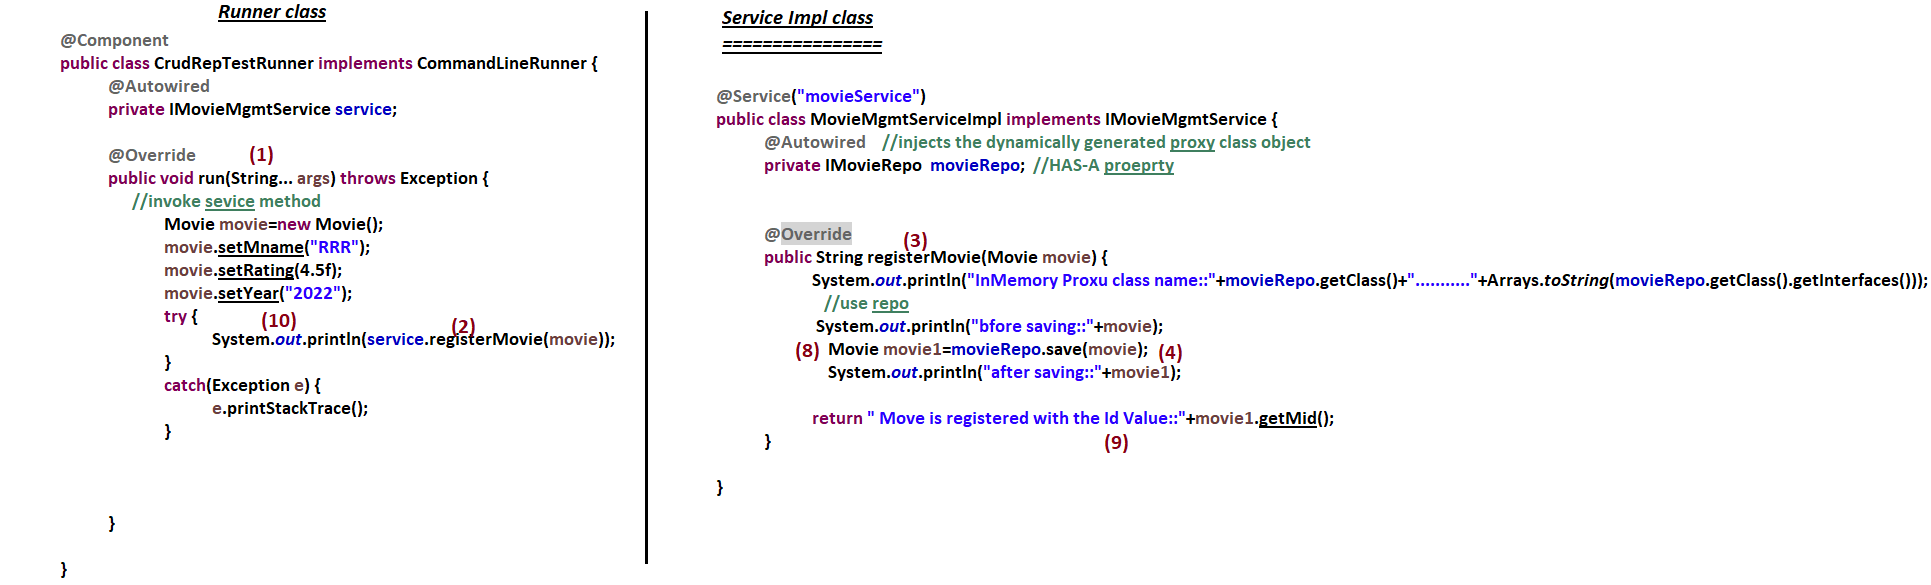 Runner class
@Component
public class CrudRepTestRunner implements CommandLineRunner {
@Autowired
private IMovieMgmtService service;
@Override (1)
public void run(String... args) throws Exception {
//invoke sevice method
Movie movie=new Movie();
movie.setMname("RRR");
movie.setRating(4.5f);
movie.setYear("2022");
try { (10) (2)
System.out.println(service.registerMovie(movie));
}
catch(Exception e) {
e.printStackTrace();
}
}
}
Service Impl class
================
@Service("movieService")
public class MovieMgmtServiceImpl implements IMovieMgmtService {
@Autowired //injects the dynamically generated proxy class object
private IMovieRepo movieRepo; //HAS-A proeprty
@Override (3)
public String registerMovie(Movie movie) {
System.out.println("InMemory Proxu class name::"+movieRepo.getClass()+"..........."+Arrays.toString(movieRepo.getClass().getInterfaces()));
//use repo
System.out.println("bfore saving::"+movie);
(8) Movie movie1=movieRepo.save(movie); (4)
System.out.println("after saving::"+movie1);
return " Move is registered with the Id Value::"+movie1.getMid();
} (9)
}